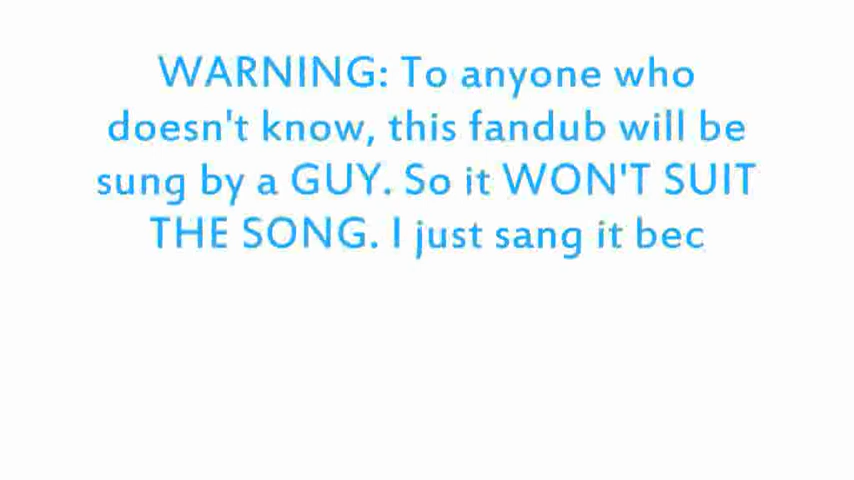 WARNING: To anyone who
doesn't know, this fandub will be
sung by a GUY. So it WON'T SUIT
THE SONG. I just sang it bec